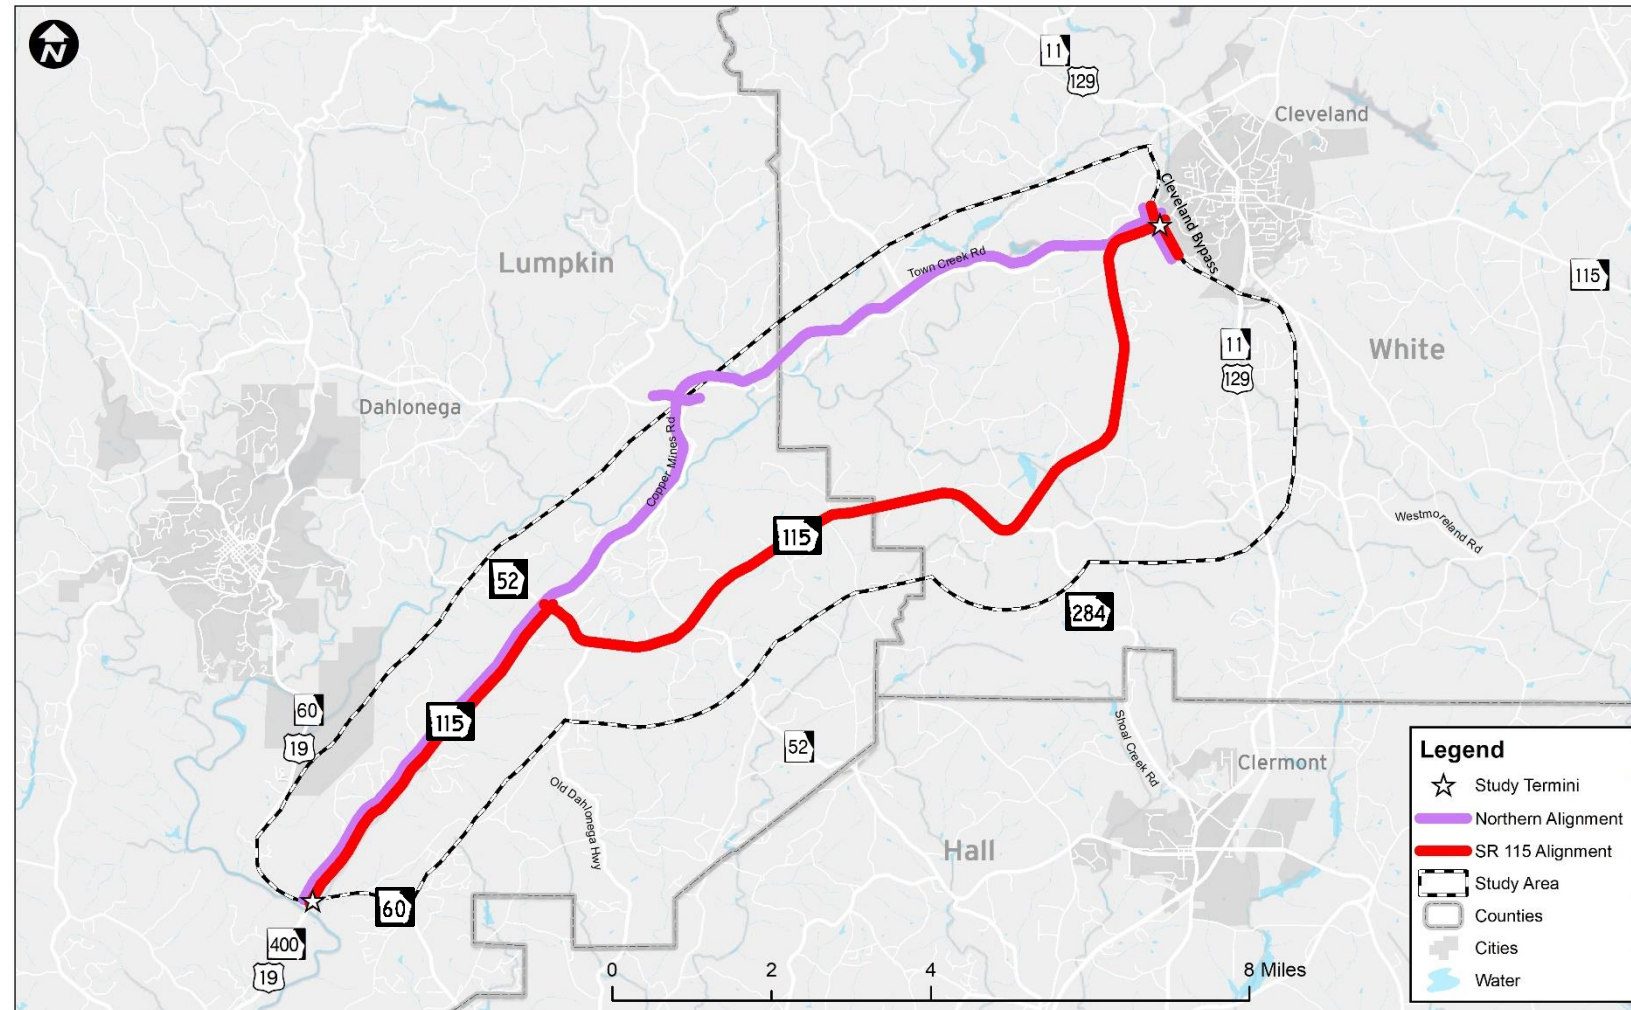 N
11
129
Cleveland
Cleveland Bypass
Lumpkin
Town Creek Rd
115
11
White
129
Dahlonega
Copper Mines Rd
Westmoreland Rd
115
52
284
60
19
115
52
Shoal Creek Rd
Clermont
Old Dahlonega Hwy
Hall
60
400
19
0 2 4 8 Miles
Legend
Study Termini
Northern Alignment
SR 115 Alignment
Study Area
Counties
Cities
Water